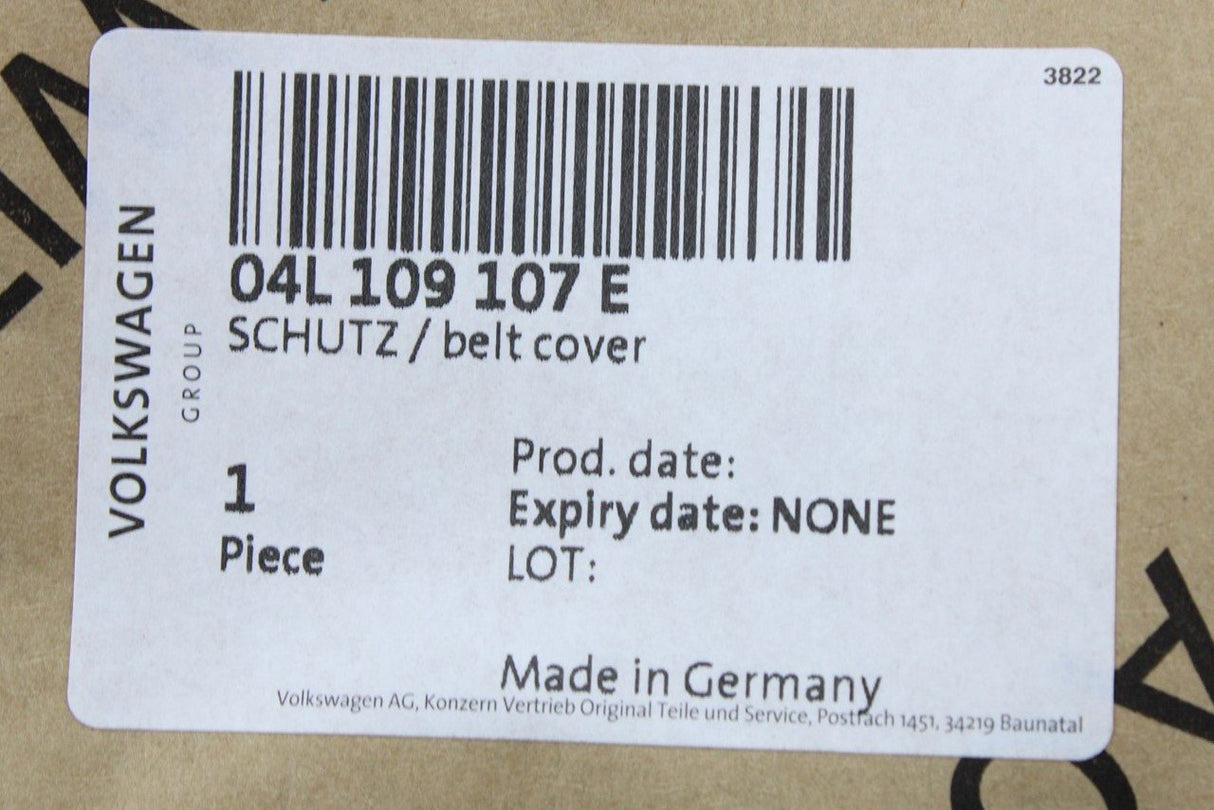 3822
VOLKSWAGEN
GROUP
04L 109 107 E
SCHUTZ / belt cover
1
Piece
Prod. date:
Expiry date: NONE
LOT:
Made in Germany
Volkswagen AG, Konzern Vertrieb Original Teile und Service, Postfach 1451, 34219 Baunatal